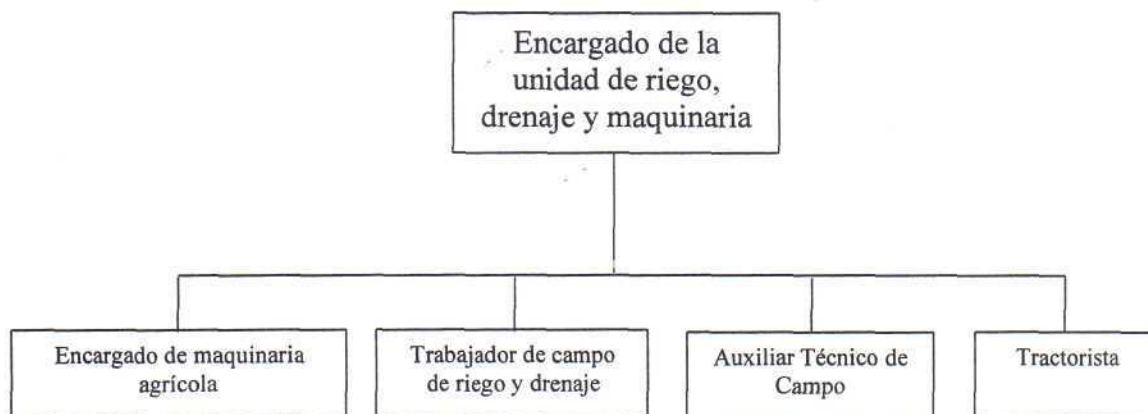 Encargado de la
unidad de riego,
drenaje y maquinaria
Encargado de maquinaria
agrícola
Trabajador de campo
de riego y drenaje
Auxiliar Técnico de
Campo
Tractorista